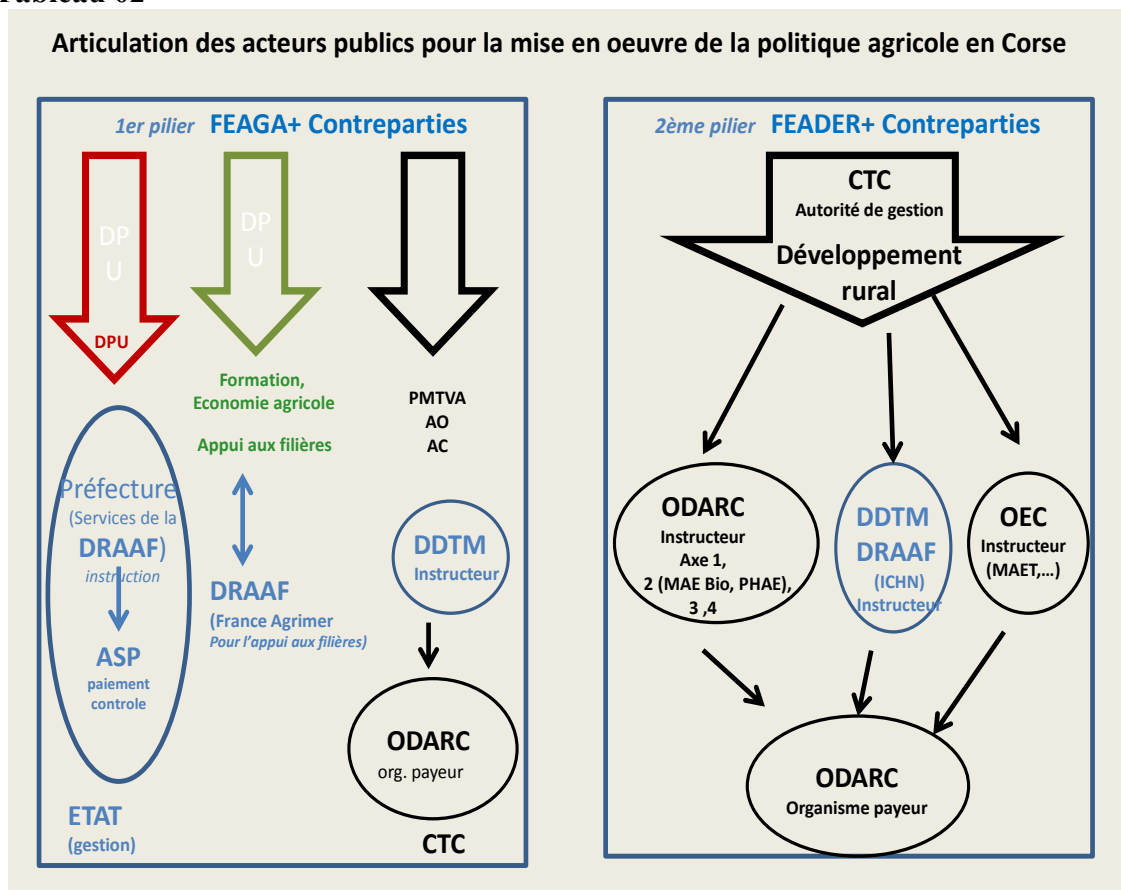 Tableau 02
Articulation des acteurs publics pour la mise en oeuvre de la politique agricole en Corse
1er pilier FEAGA+ Contreparties
DP
U
DPU
DP
U
Formation,
Economie agricole
Appui aux filières
PMTVA
AO
AC
Préfecture
(Services de la
DRAAF)
instruction
ASP
paiement
controle
ETAT
(gestion)
DRAAF
(France Agrimer
Pour l'appui aux filières)
DDTM
Instructeur
ODARC
org. payeur
CTC
2ème pilier FEADER+ Contreparties
CTC
Autorité de gestion
Développement
rural
ODARC
Instructeur
Axe 1,
2 (MAE Bio, PHAE),
3 ,4
DDTM
DRAAF
(ICHN)
Instructeur
OEC
Instructeur
(MAET,...)
ODARC
Organisme payeur